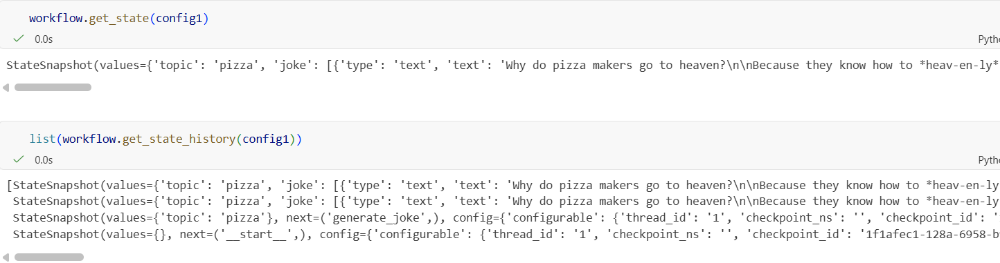 workflow.get_state(config1)
0.0s
Pytho
StateSnapshot(values={'topic': 'pizza', 'joke': [{'type': 'text', 'text': 'Why do pizza makers go to heaven?\n\nBecause they know how to *heav-en-ly*
list(workflow.get_state_history(config1))
0.0s
Pytho
[StateSnapshot(values={'topic': 'pizza', 'joke': [{'type': 'text', 'text': 'Why do pizza makers go to heaven?\n\nBecause they know how to *heav-en-ly
StateSnapshot(values={'topic': 'pizza', 'joke': [{'type': 'text', 'text': 'Why do pizza makers go to heaven?\n\nBecause they know how to *heav-en-ly
StateSnapshot(values={'topic': 'pizza'}, next=('generate_joke',), config={'configurable': {'thread_id': '1', 'checkpoint_ns': '', 'checkpoint_id': '
StateSnapshot(values={}, next=('__start__',), config={'configurable': {'thread_id': '1', 'checkpoint_ns': '', 'checkpoint_id': '1f1afec1-128a-6958-b